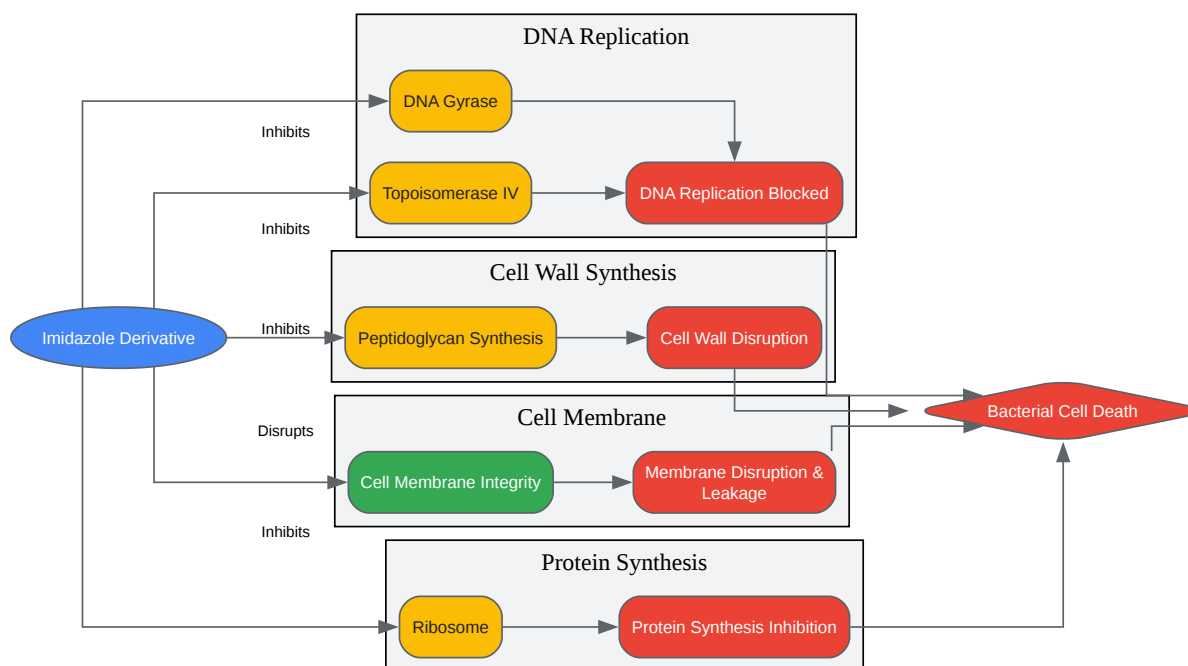 DNA Replication
DNA Gyrase
Inhibits
Topoisomerase IV
DNA Replication Blocked
Inhibits
Cell Wall Synthesis
Imidazole Derivative
Inhibits
Peptidoglycan Synthesis
Cell Wall Disruption
Bacterial Cell Death
Cell Membrane
Disrupts
Cell Membrane Integrity
Membrane Disruption &
Leakage
Inhibits
Protein Synthesis
Ribosome
Protein Synthesis Inhibition